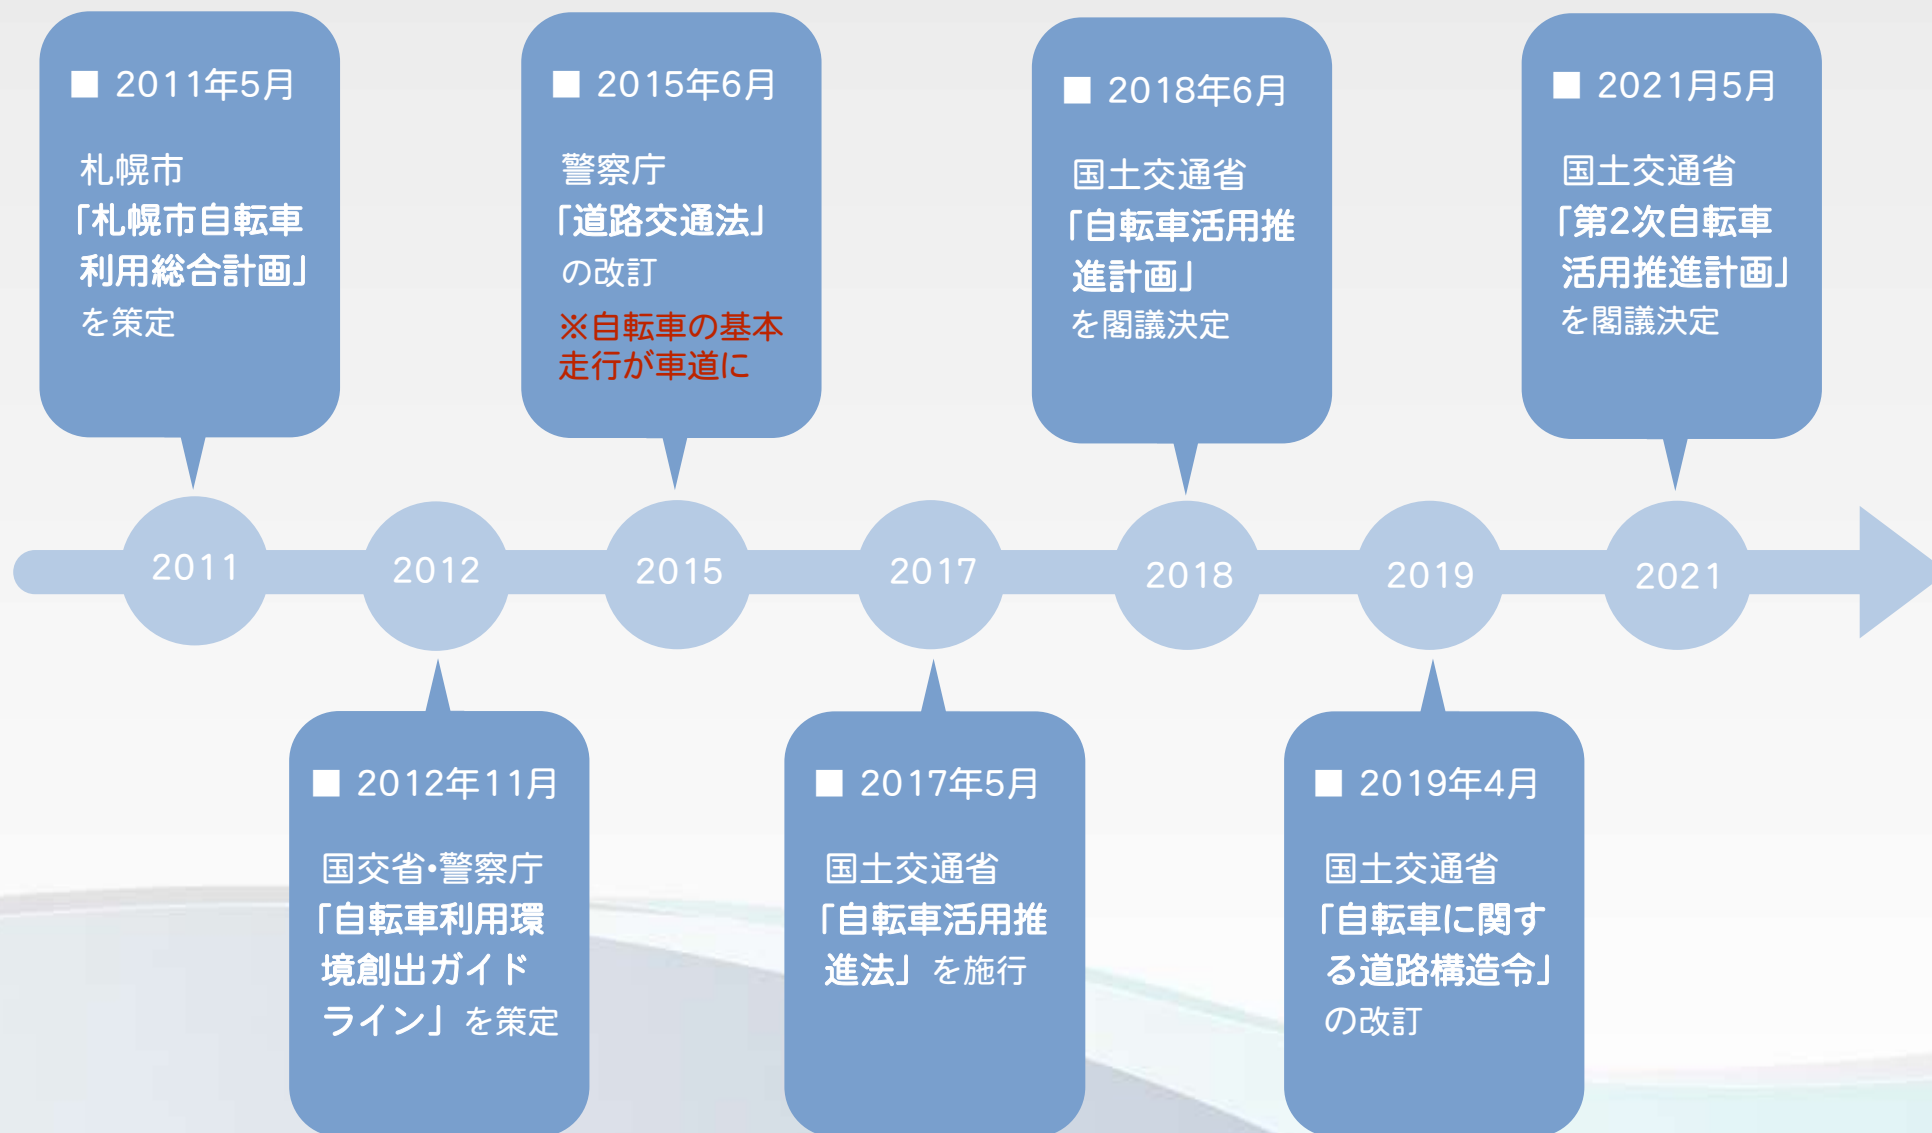 ■ 2011年5月
札幌市
「札幌市自転車
利用総合計画」
を策定
■ 2015年6月
警察庁
「道路交通法」
の改訂
※自転車の基本
走行が車道に
■ 2018年6月
国土交通省
「自転車活用推
進計画」
を閣議決定
■ 2021月5月
国土交通省
「第2次自転車
活用推進計画」
を閣議決定
2011
2012
2015
2017
2018
2019
2021
■ 2012年11月
国交省・警察庁
「自転車利用環
境創出ガイド
ライン」を策定
■ 2017年5月
国土交通省
「自転車活用推
進法」を施行
■ 2019年4月
国土交通省
「自転車に関す
る道路構造令」
の改訂